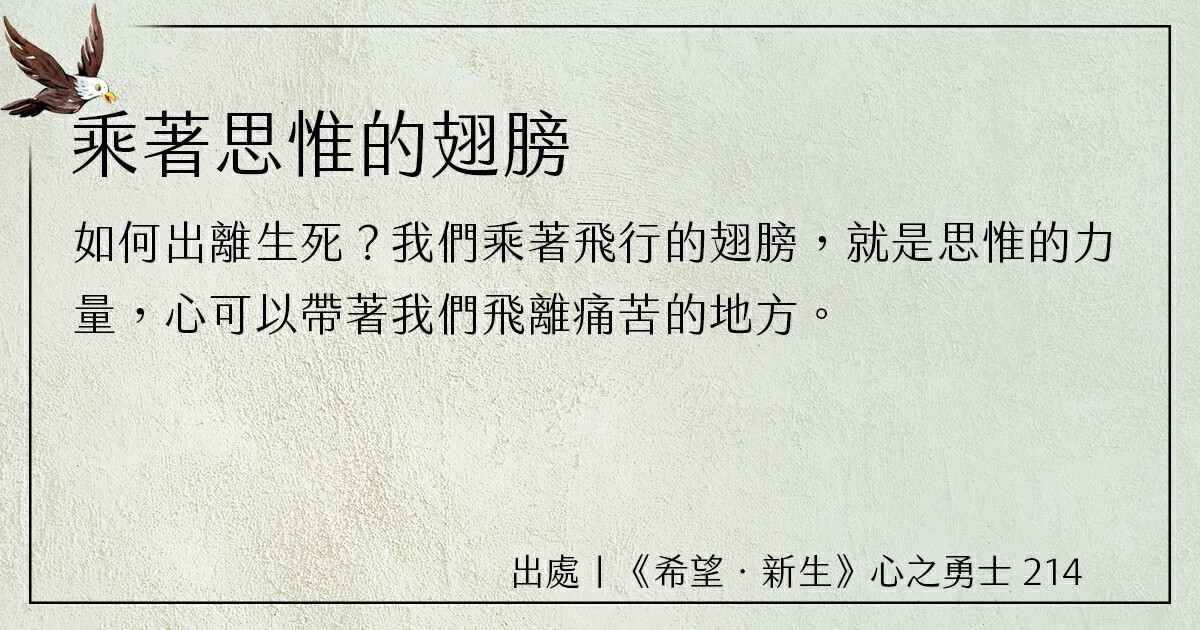 乘著思惟的翅膀
如何出離生死？我們乘著飛行的翅膀，就是思惟的力
量，心可以帶著我們飛離痛苦的地方。
出處丨《希望．新生》心之勇士 214